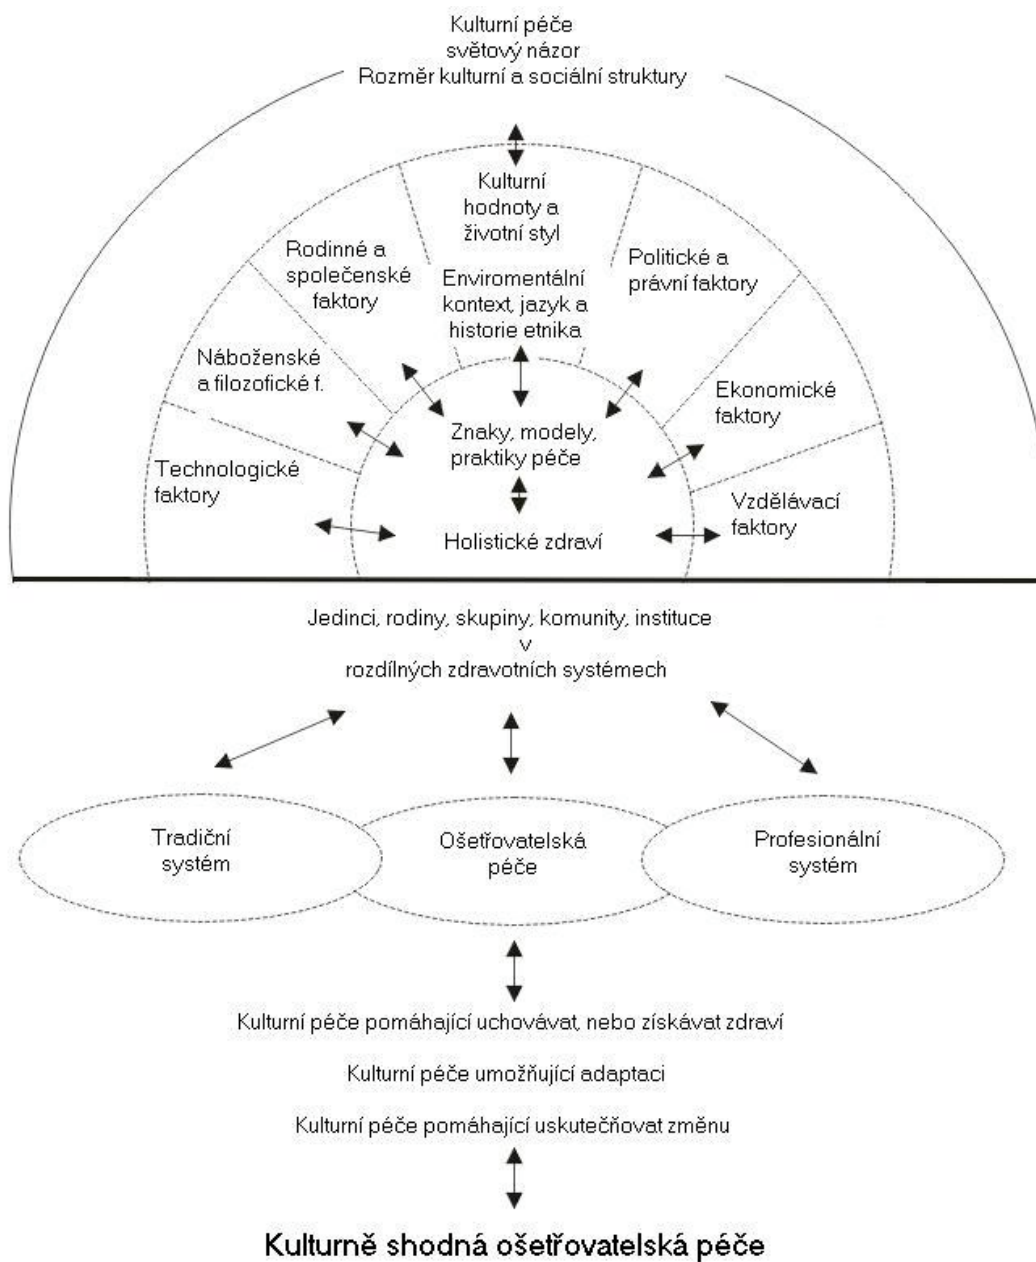 Kulturní péče
světový názor
Rozměr kulturní a sociální struktury
Kulturní
hodnoty a
životní styl
Rodinné a
společenské
faktory
Politické a
právní faktory
Enviromentální
kontext, jazyk a
historie etnika
Náboženské
a filozofické f.
Ekonomické
faktory
Znaky, modely,
praktiky péče
Technologické
faktory
Vzdělávací
faktory
Holistické zdraví
Jedinci, rodiny, skupiny, komunity, instituce
v
rozdílných zdravotních systémech
Tradiční
systém
Ošetřovatelská
péče
Profesionální
systém
Kulturní péče pomáhající uchovávat, nebo získávat zdraví
Kulturní péče umožňující adaptaci
Kulturní péče pomáhající uskutečňovat změnu
Kulturně shodná ošetřovatelská péče